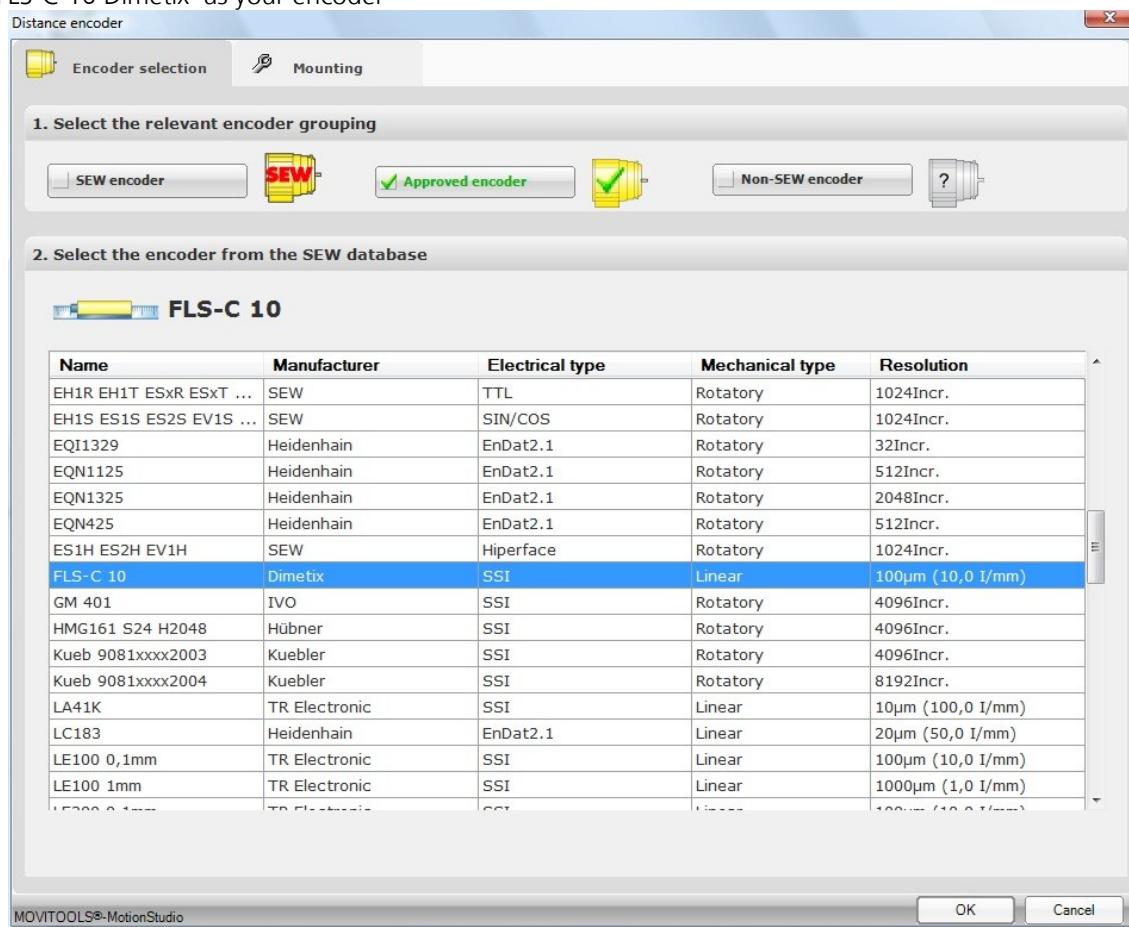 FLS-C 10 Dimetix" as your encoder
Distance encoder
Encoder selection Mounting
1. Select the relevant encoder grouping
SEW encoder SEW Approved encoder Non-SEW encoder ?
2. Select the encoder from the SEW database
FLS-C 10
Name Manufacturer Electrical type Mechanical type Resolution
EH1R EH1T ESxR ESxT ... SEW TTL Rotatory 1024Incr.
EH1S ES1S ES2S EV1S ... SEW SIN/COS Rotatory 1024Incr.
EQI1329 Heidenhain EnDat2.1 Rotatory 32Incr.
EQN1125 Heidenhain EnDat2.1 Rotatory 512Incr.
EQN1325 Heidenhain EnDat2.1 Rotatory 2048Incr.
EQN425 Heidenhain EnDat2.1 Rotatory 512Incr.
ES1H ES2H EV1H SEW Hiperface Rotatory 1024Incr.
FLS-C 10 Dimetix SSI Linear 100µm (10,0 I/mm)
GM 401 IVO SSI Rotatory 4096Incr.
HMG161 S24 H2048 Hübner SSI Rotatory 4096Incr.
Kueb 9081xxxx2003 Kuebler SSI Rotatory 4096Incr.
Kueb 9081xxxx2004 Kuebler SSI Rotatory 8192Incr.
LA41K TR Electronic SSI Linear 10µm (100,0 I/mm)
LC183 Heidenhain EnDat2.1 Linear 20µm (50,0 I/mm)
LE100 0,1mm TR Electronic SSI Linear 100µm (10,0 I/mm)
LE100 1mm TR Electronic SSI Linear 1000µm (1,0 I/mm)
MOVITOOLS®-MotionStudio OK Cancel